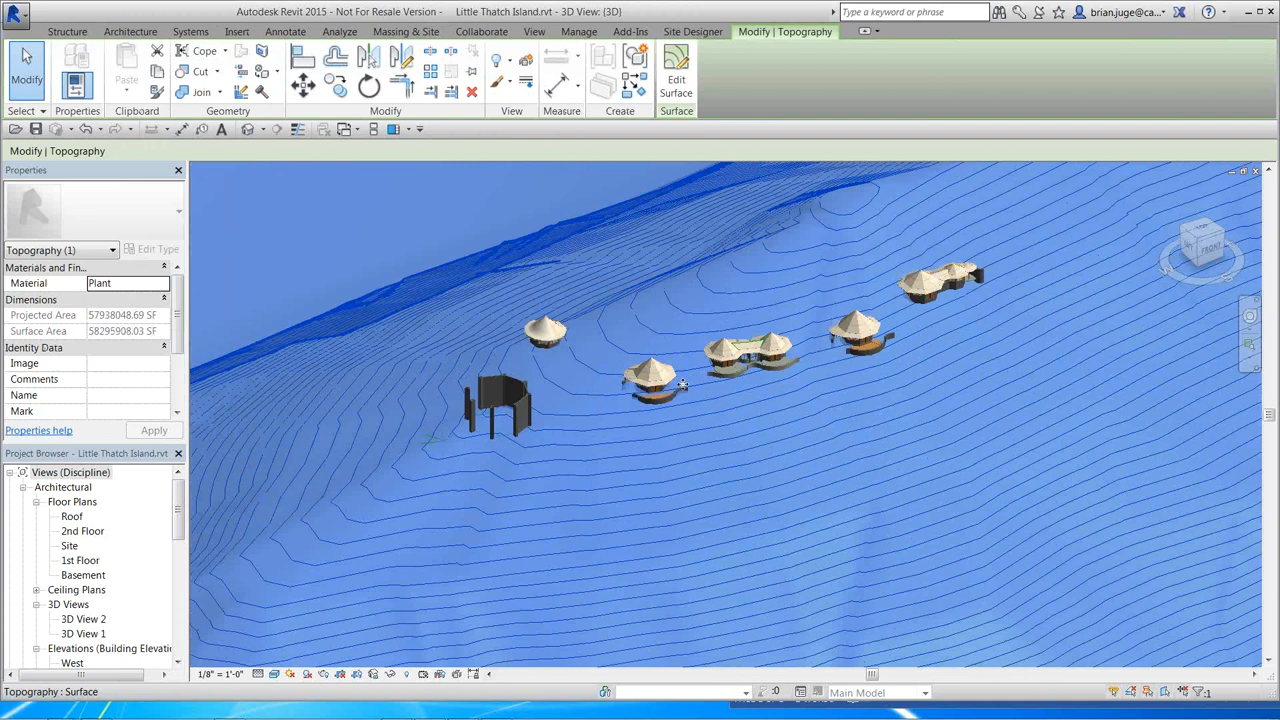 Autodesk Revit 2015 - Not For Resale Version - Little Thatch Island.rvt - 3D View: {3D}
Type a keyword or phrase
brian.juge@ca...
Structure Architecture Systems Insert Annotate Analyze Massing & Site Collaborate View Manage Add-Ins Site Designer Modify | Topography
Modify
Paste
Cope
Cut
Join
Edit
Surface
Select Properties Clipboard Geometry Modify View Measure Create Surface
Modify | Topography
Properties
Topography (1)
Edit Type
Materials and Fin...
Material Plant
Dimensions
Projected Area 57938048.69 SF
Surface Area 58295908.03 SF
Identity Data
Image
Comments
Name
Mark
Properties help
Apply
Project Browser - Little Thatch Island.rvt
Views (Discipline)
Architectural
Floor Plans
Roof
2nd Floor
Site
1st Floor
Basement
Ceiling Plans
3D Views
3D View 2
3D View 1
Elevations (Building Elevati
West
FRONT
1/8" = 1'-0"
Topography : Surface
:0
Main Model
:1